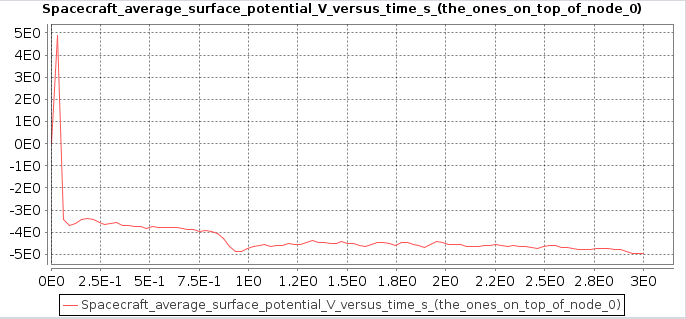 Spacecraft_average_surface_potential_V_versus_time_s_(the_ones_on_top_of_node_0)
5E0
4E0
3E0
2E0
1E0
0E0
-1E0
-2E0
-3E0
-4E0
-5E0
0E0 2.5E-1 5E-1 7.5E-1 1E0 1.2E0 1.5E0 1.8E0 2E0 2.2E0 2.5E0 2.8E0 3E0
Spacecraft_average_surface_potential_V_versus_time_s_(the_ones_on_top_of_node_0)